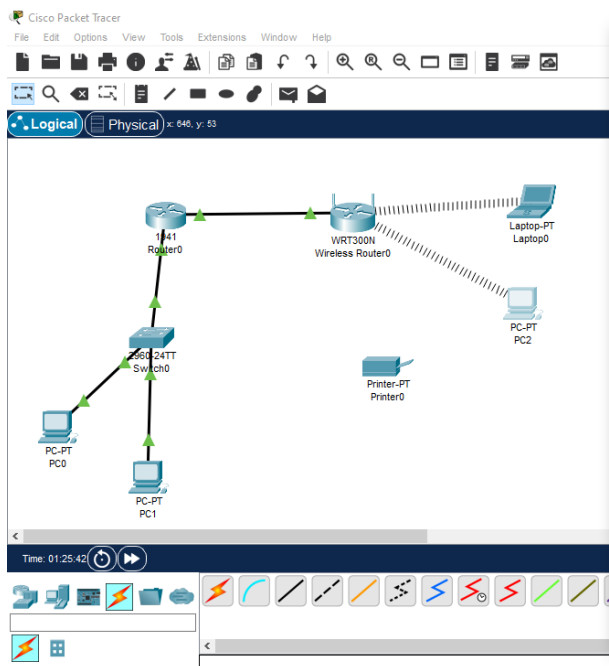 Cisco Packet Tracer
File Edit Options View Tools Extensions Window Help
Logical Physical x: 646, y: 53
1941
Router0
WRT300N
Wireless Router0
Laptop-PT
Laptop0
PC-PT
PC2
2960-24TT
Switch0
Printer-PT
Printer0
PC-PT
PC0
PC-PT
PC1
Time: 01:25:42